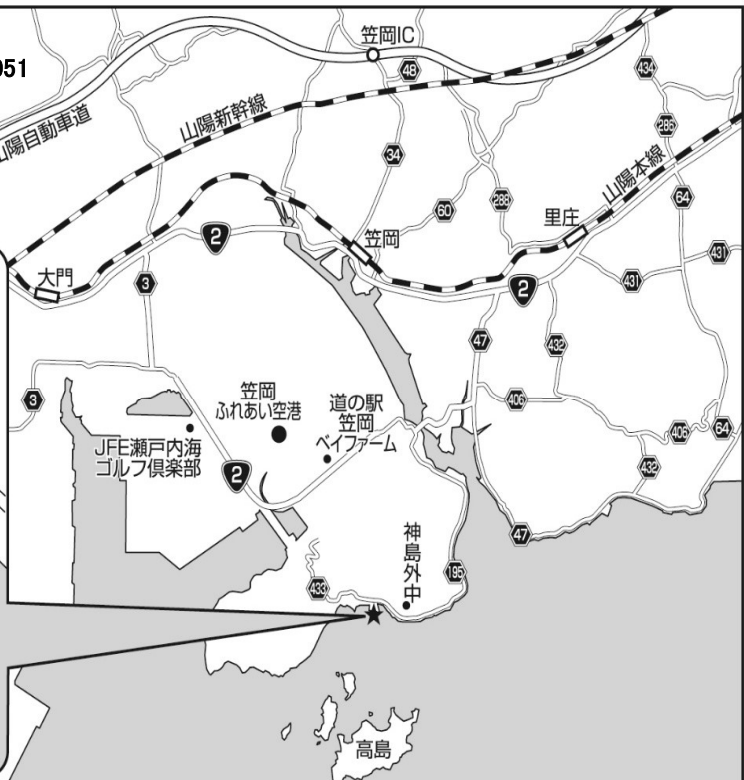 笠岡IC
951
48
434
山陽自動車道
山陽新幹線
286
34
山陽本線
64
60
288
里庄
2
笠岡
431
大門
3
431
2
47
432
3
笠岡
ふれあい空港
道の駅
笠岡
ベイファーム
406
JFE瀬戸内海
ゴルフ倶楽部
406
64
2
432
神島外中
47
195
433
高島